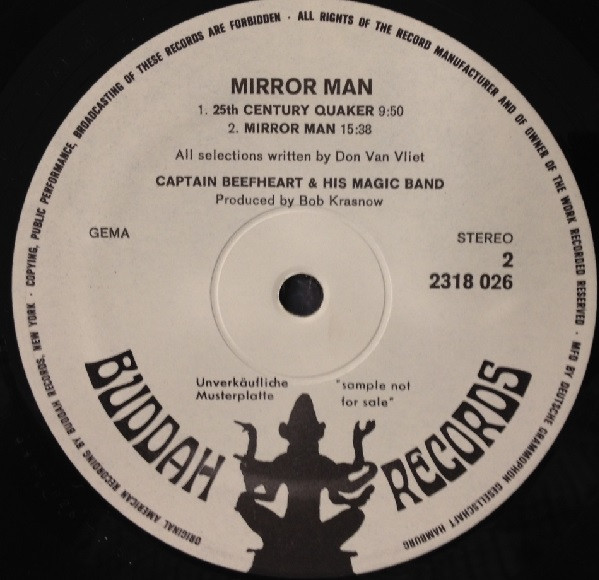 ORIGINAL AMERICAN RECORDING BY BUDDAH RECORDS, NEW YORK · COPYING, PUBLIC PERFORMANCE, BROADCASTING OF THESE RECORDS ARE FORBIDDEN · ALL RIGHTS OF THE RECORD MANUFACTURER AND OF OWNER OF THE WORK RECORDED RESERVED · MFD BY DEUTSCHE GRAMMOPHON GESELLSCHAFT HAMBURG
MIRROR MAN
1. 25th CENTURY QUAKER 9:50
2. MIRROR MAN 15:38
All selections written by Don Van Vliet
CAPTAIN BEEFHEART & HIS MAGIC BAND
Produced by Bob Krasnow
GEMA
STEREO
2
2318 026
Unverkäufliche
Musterplatte
"sample not
for sale"
BUDDAH RECORDS